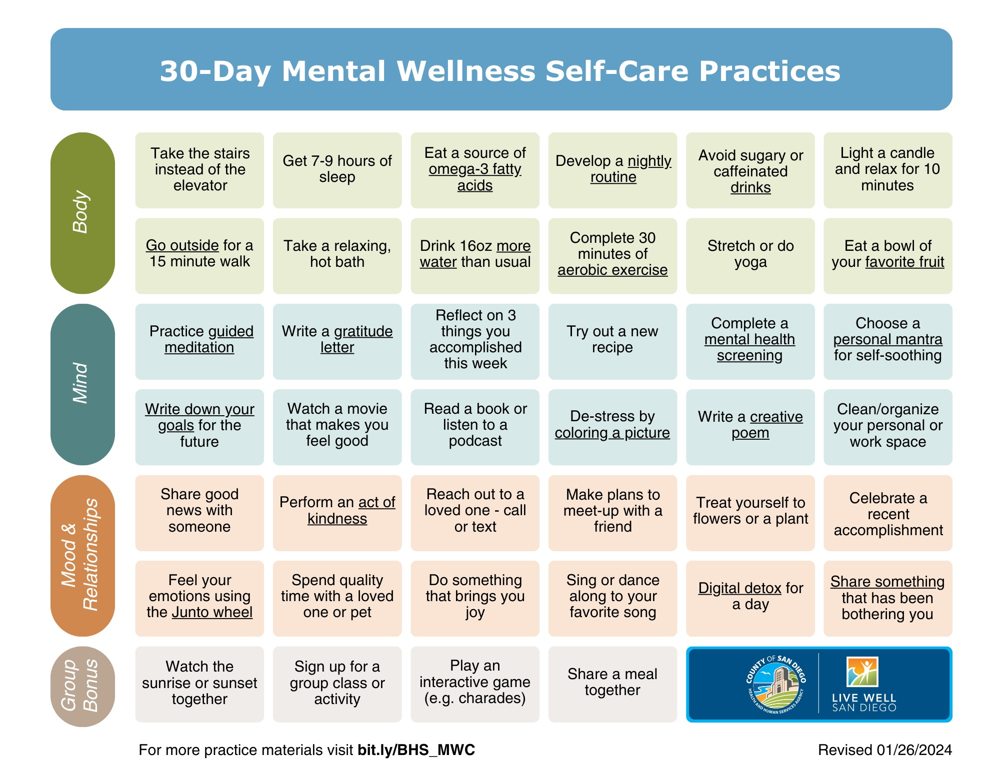 30-Day Mental Wellness Self-Care Practices
Body
Take the stairs
instead of the
elevator
Get 7-9 hours of
sleep
Eat a source of
omega-3 fatty
acids
Develop a nightly
routine
Avoid sugary or
caffeinated
drinks
Light a candle
and relax for 10
minutes
Go outside for a
15 minute walk
Take a relaxing,
hot bath
Drink 16oz more
water than usual
Complete 30
minutes of
aerobic exercise
Stretch or do
yoga
Eat a bowl of
your favorite fruit
Mind
Practice guided
meditation
Write a gratitude
letter
Reflect on 3
things you
accomplished
this week
Try out a new
recipe
Complete a
mental health
screening
Choose a
personal mantra
for self-soothing
Write down your
goals for the
future
Watch a movie
that makes you
feel good
Read a book or
listen to a
podcast
De-stress by
coloring a picture
Write a creative
poem
Clean/organize
your personal or
work space
Mood &
Relationships
Share good
news with
someone
Perform an act of
kindness
Reach out to a
loved one - call
or text
Make plans to
meet-up with a
friend
Treat yourself to
flowers or a plant
Celebrate a
recent
accomplishment
Feel your
emotions using
the Junto wheel
Spend quality
time with a loved
one or pet
Do something
that brings you
joy
Sing or dance
along to your
favorite song
Digital detox for
a day
Share something
that has been
bothering you
Group
Bonus
Watch the
sunrise or sunset
together
Sign up for a
group class or
activity
Play an
interactive game
(e.g. charades)
Share a meal
together
COUNTY OF SAN DIEGO
HEALTH AND HUMAN SERVICES AGENCY
LIVE WELL
SAN DIEGO
For more practice materials visit bit.ly/BHS_MWC
Revised 01/26/2024